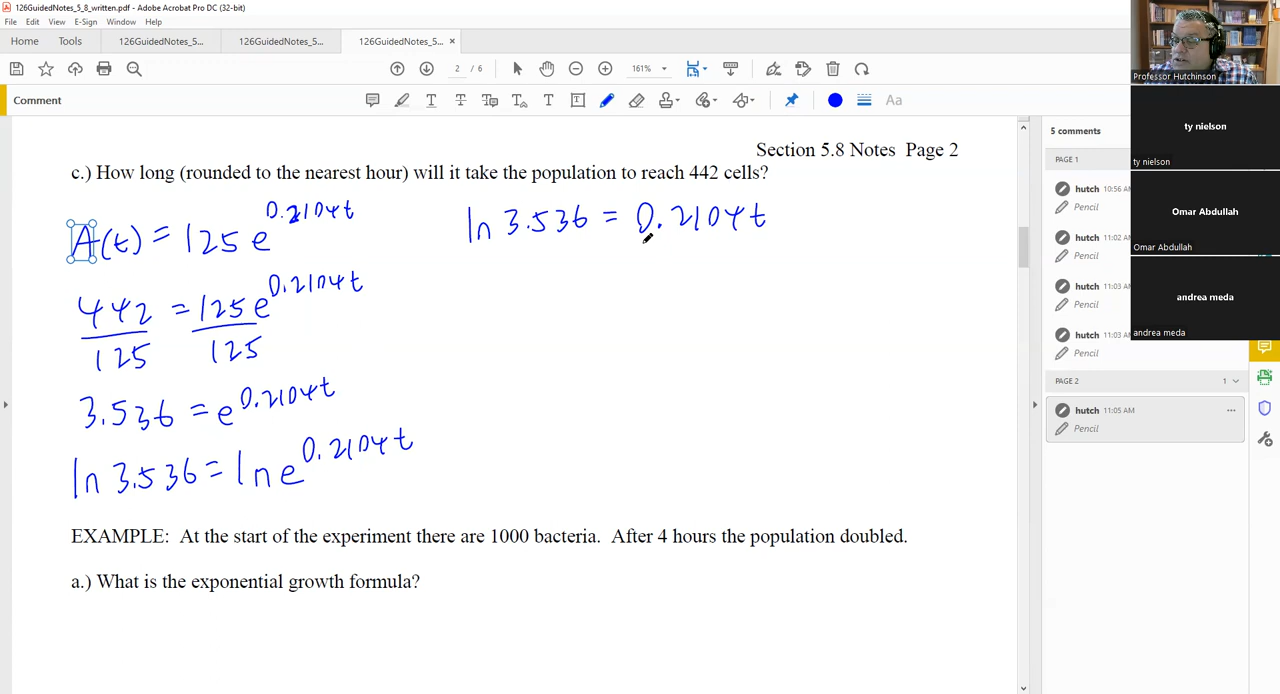 126GuidedNotes_5_8_written.pdf - Adobe Acrobat Pro DC (32-bit)
File Edit View E-Sign Window Help
Home Tools 126GuidedNotes_5_5... 126GuidedNotes_5_5... 126GuidedNotes_5_5... ×
2 / 6 161%
Comment
Aa
Section 5.8 Notes Page 2
c.) How long (rounded to the nearest hour) will it take the population to reach 442 cells?
A(t) = 125e^0.2104t
442/125 = 125e^0.2104t/125
3.536 = e^0.2104t
ln 3.536 = ln e^0.2104t
ln 3.536 = 0.2104t
EXAMPLE: At the start of the experiment there are 1000 bacteria. After 4 hours the population doubled.
a.) What is the exponential growth formula?
5 comments
PAGE 1
hutch 10:56 AM
Pencil
hutch 11:02 AM
Pencil
hutch 11:03 AM
Pencil
hutch 11:03 AM
Pencil
PAGE 2 1
hutch 11:05 AM
Pencil
Professor Hutchinson
ty nielson
ty nielson
Omar Abdullah
Omar Abdullah
andrea meda
andrea meda